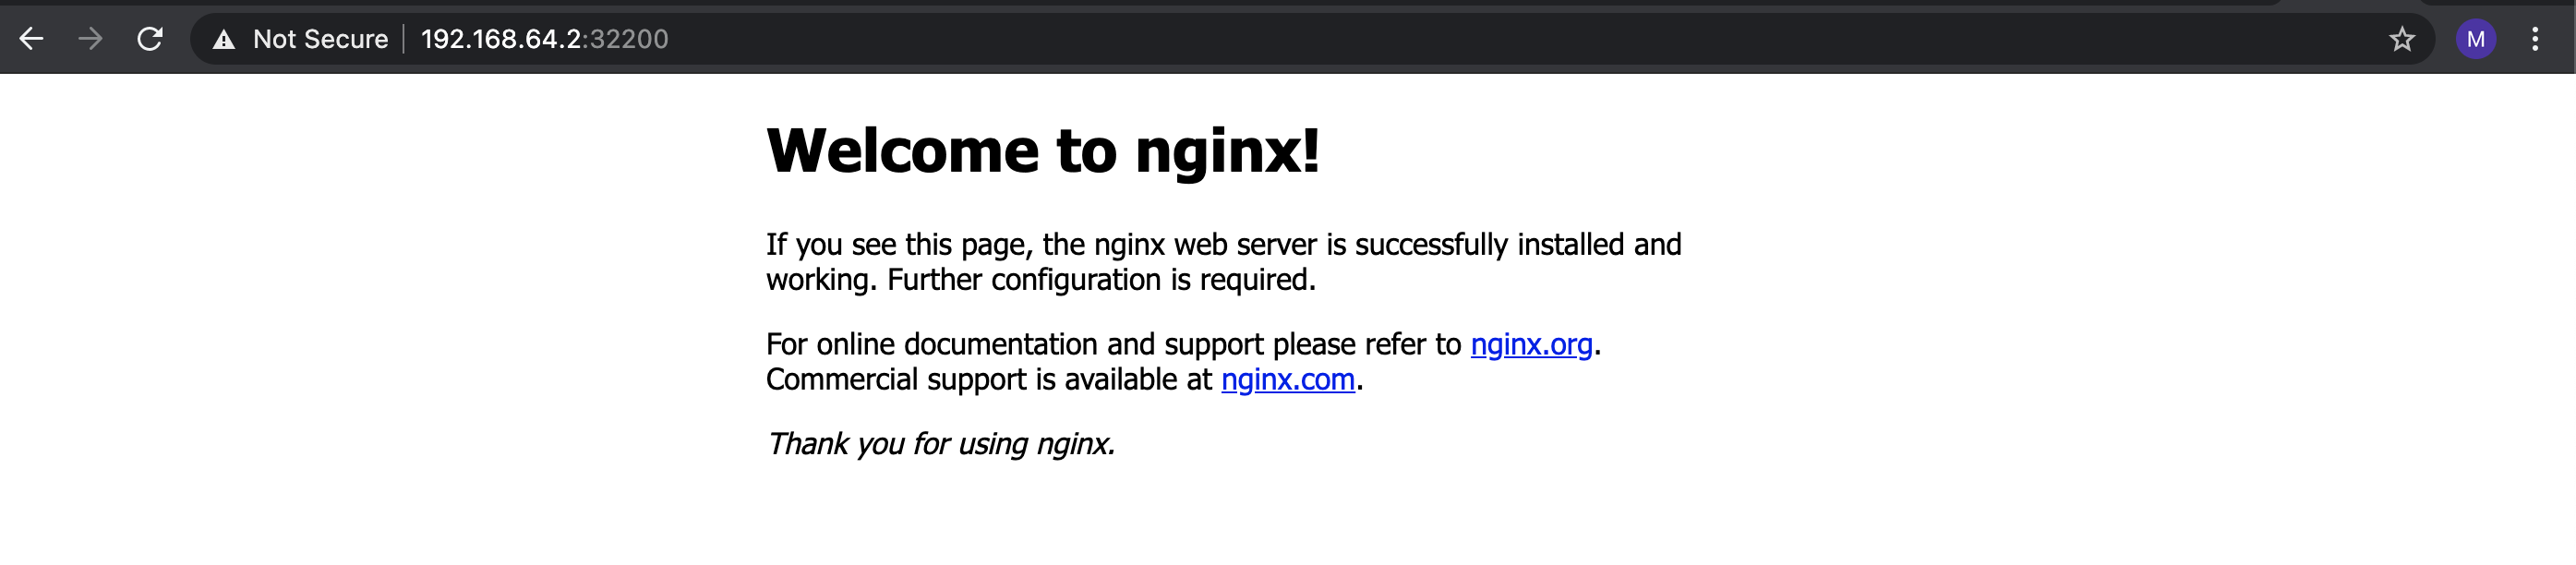 Not Secure 192.168.64.2:32200
M
Welcome to nginx!
If you see this page, the nginx web server is successfully installed and
working. Further configuration is required.
For online documentation and support please refer to nginx.org.
Commercial support is available at nginx.com.
Thank you for using nginx.